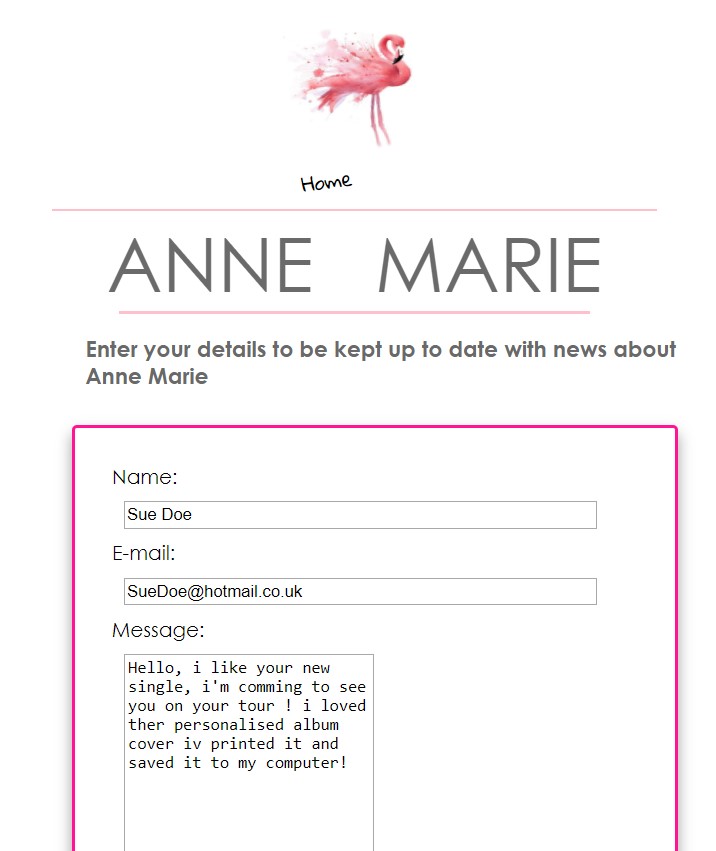 Home
ANNE MARIE
Enter your details to be kept up to date with news about
Anne Marie
Name:
Sue Doe
E-mail:
SueDoe@hotmail.co.uk
Message:
Hello, i like your new
single, i'm comming to see
you on your tour ! i loved
ther personalised album
cover iv printed it and
saved it to my computer!